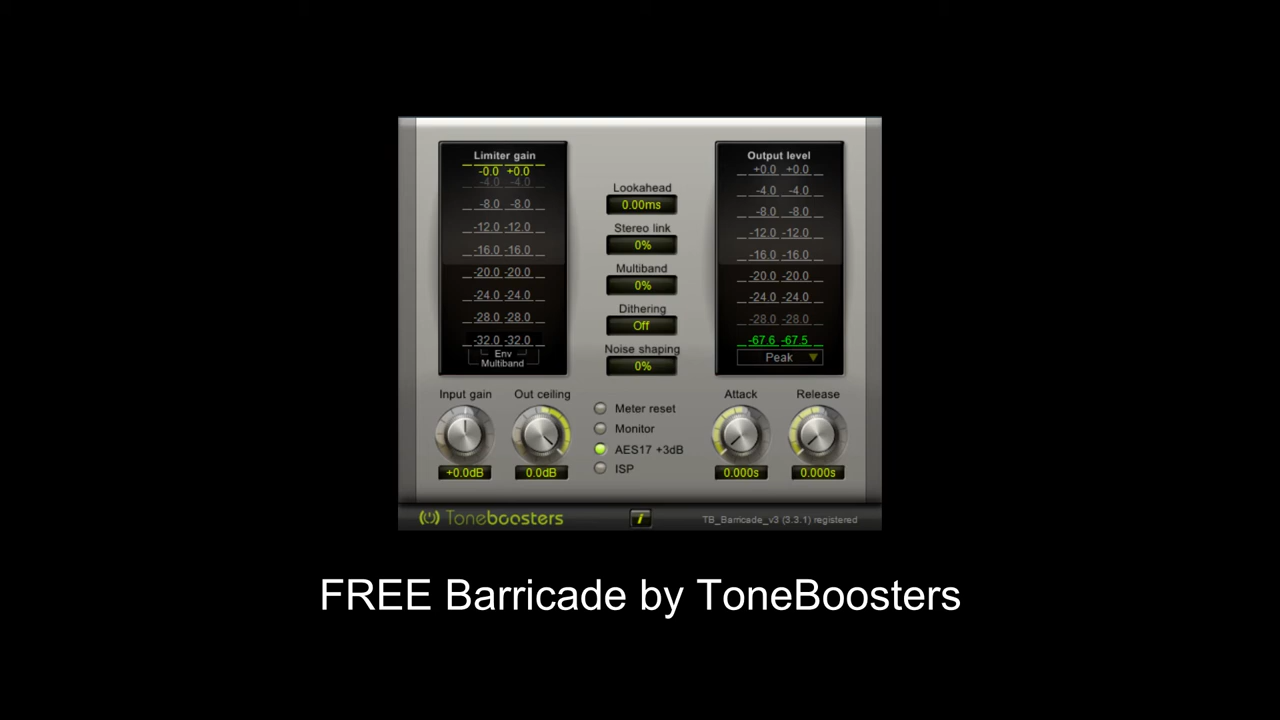 Limiter gain
-0.0 +0.0
-4.0 -4.0
-8.0 -8.0
-12.0 -12.0
-16.0 -16.0
-20.0 -20.0
-24.0 -24.0
-28.0 -28.0
-32.0 -32.0
Env
Multiband
Lookahead
0.00ms
Stereo link
0%
Multiband
0%
Dithering
Off
Noise shaping
0%
Output level
+0.0 +0.0
-4.0 -4.0
-8.0 -8.0
-12.0 -12.0
-16.0 -16.0
-20.0 -20.0
-24.0 -24.0
-28.0 -28.0
-67.6 -67.5
Peak
Input gain
+0.0dB
Out ceiling
0.0dB
Meter reset
Monitor
AES17 +3dB
ISP
Attack
0.000s
Release
0.000s
Toneboosters
i
TB_Barricade_v3 (3.3.1) registered
FREE Barricade by ToneBoosters